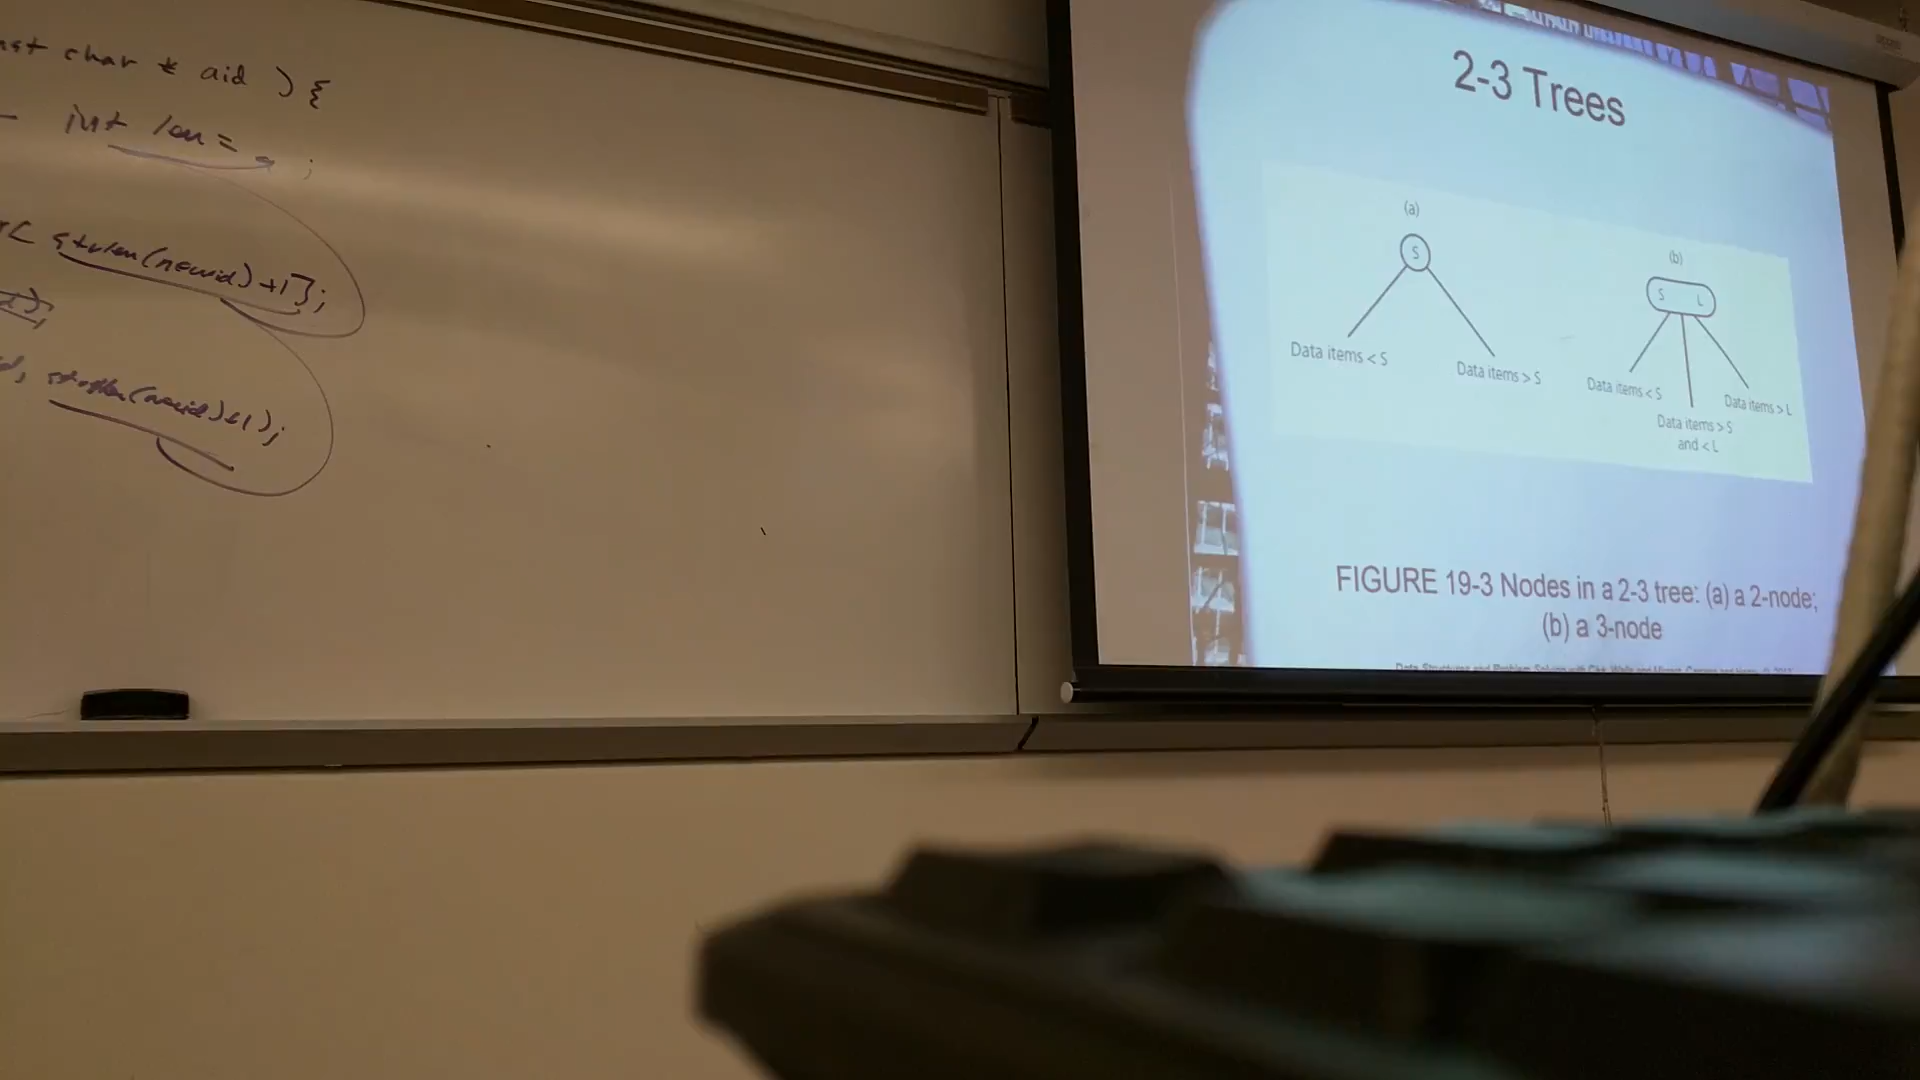 char * aid ) {
int len = ;
strlen(newid)+1];
(newid)+1);
2-3 Trees
(a)
S
Data items < S
Data items > S
(b)
S L
Data items < S
Data items > S
and < L
Data items > L
FIGURE 19-3 Nodes in a 2-3 tree: (a) a 2-node;
(b) a 3-node